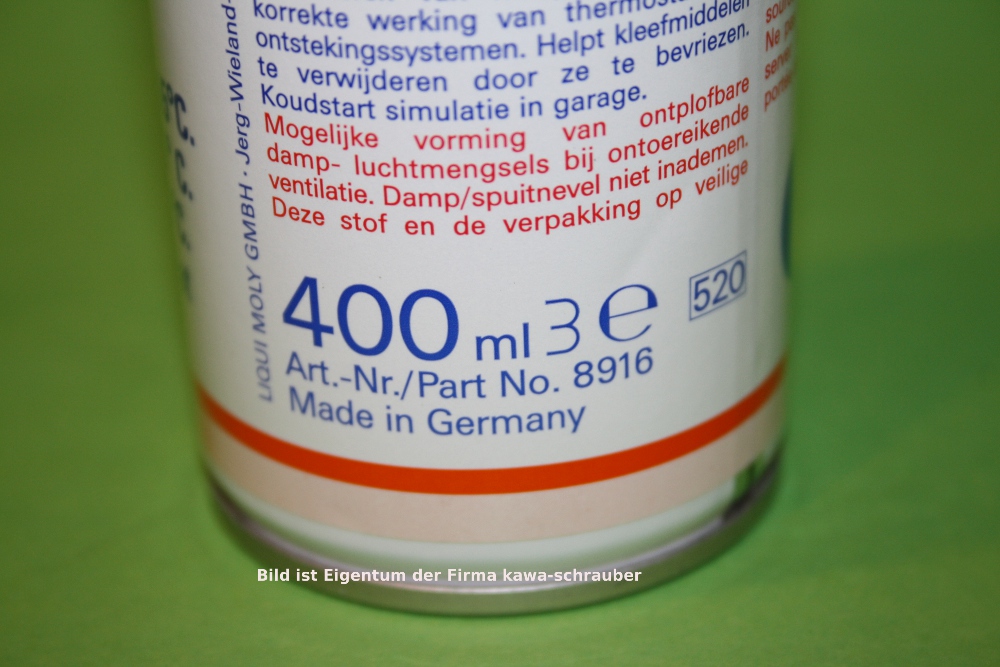 korrekte werking van
ontstekingssystemen. Helpt kleefmiddelen
te verwijderen door ze te bevriezen.
Koudstart simulatie in garage.
Mogelijke vorming van ontplofbare
damp- luchtmengsels bij ontoereikende
ventilatie. Damp/spuitnevel niet inademen.
Deze stof en de verpakking op veilige
LIQUI MOLY GMBH · Jerg-Wieland-
°C.
C.
400 ml 3 e 520
Art.-Nr./Part No. 8916
Made in Germany
Ne
Bild ist Eigentum der Firma kawa-schrauber